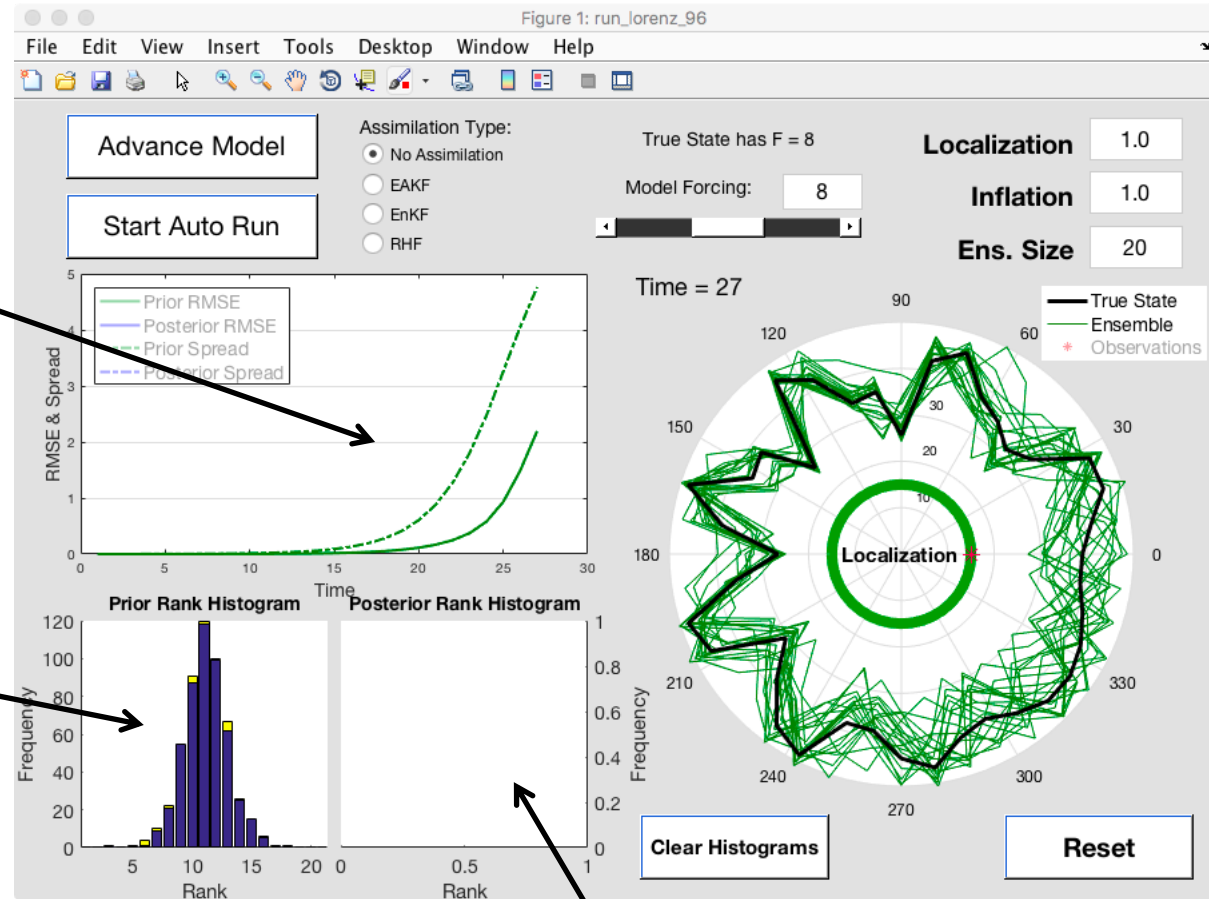 Figure 1: run_lorenz_96
File Edit View Insert Tools Desktop Window Help
Advance Model
Start Auto Run
Assimilation Type:
No Assimilation
EAKF
EnKF
RHF
True State has F = 8
Model Forcing: 8
Localization 1.0
Inflation 1.0
Ens. Size 20
5
4
3
2
1
0
RMSE & Spread
Prior RMSE
Posterior RMSE
Prior Spread
Posterior Spread
0 5 10 15 20 25 30
Time
Time = 27
True State
Ensemble
Observations
90
120 60
30
150 30
20
10
180 Localization 0
210 330
240 300
270
Prior Rank Histogram
120
100
80
60
40
20
0
Frequency
5 10 15 20
Rank
Posterior Rank Histogram
1
0.8
0.6
0.4
0.2
0
Frequency
0 0.5 1
Rank
Clear Histograms
Reset